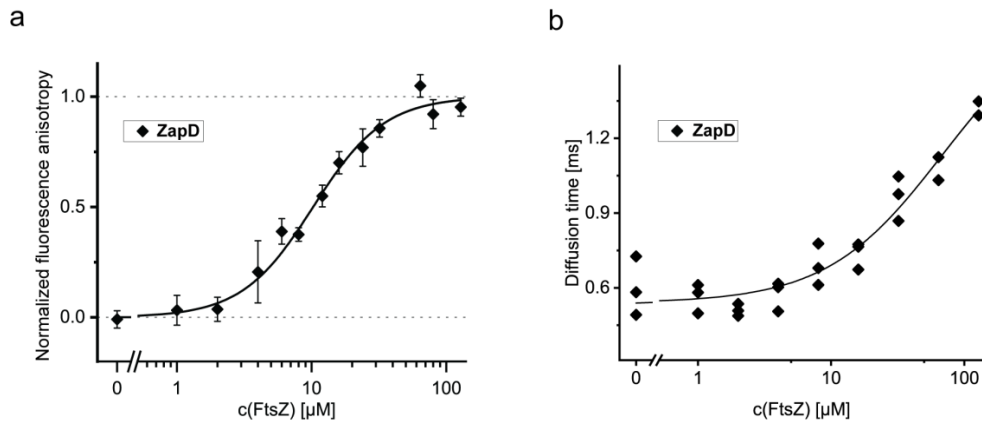 a
Normalized fluorescence anisotropy
1.0
0.5
0.0
ZapD
0 1 10 100
c(FtsZ) [µM]
b
Diffusion time [ms]
1.2
0.9
0.6
ZapD
0 1 10 100
c(FtsZ) [µM]